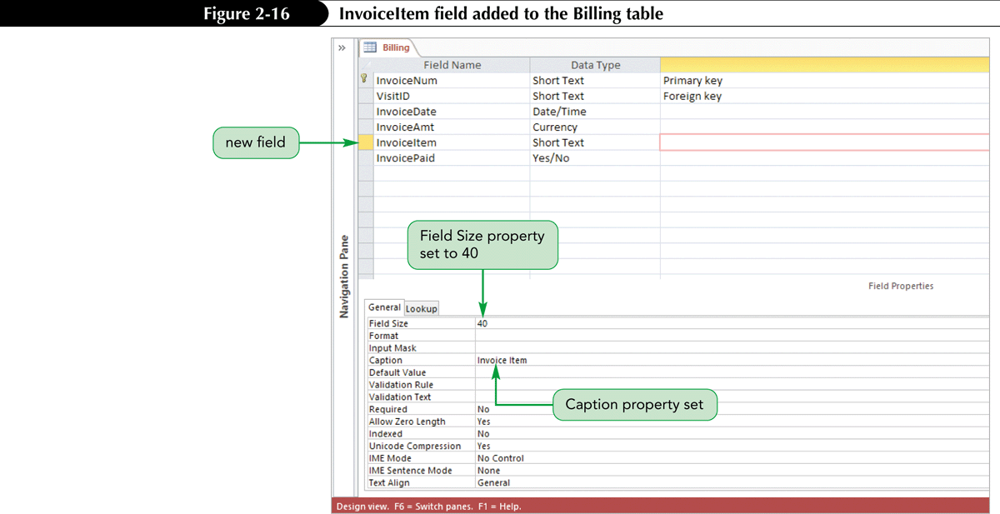 Figure 2-16 InvoiceItem field added to the Billing table
» Billing
Field Name Data Type
InvoiceNum Short Text Primary key
VisitID Short Text Foreign key
InvoiceDate Date/Time
InvoiceAmt Currency
new field
InvoiceItem Short Text
InvoicePaid Yes/No
Field Size property
set to 40
Navigation Pane
Field Properties
General Lookup
Field Size 40
Format
Input Mask
Caption Invoice Item
Default Value
Validation Rule
Validation Text
Caption property set
Required No
Allow Zero Length Yes
Indexed No
Unicode Compression Yes
IME Mode No Control
IME Sentence Mode None
Text Align General
Design view. F6 = Switch panes. F1 = Help.